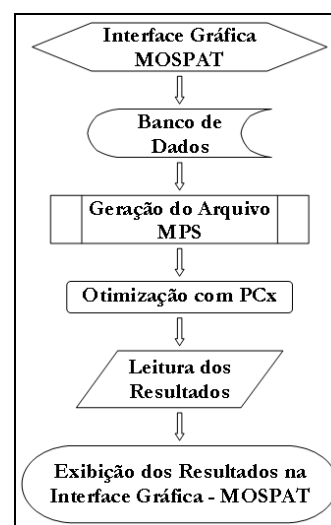 Interface Gráfica
MOSPAT
Banco de
Dados
Geração do Arquivo
MPS
Otimização com PCx
Leitura dos
Resultados
Exibição dos Resultados na
Interface Gráfica - MOSPAT